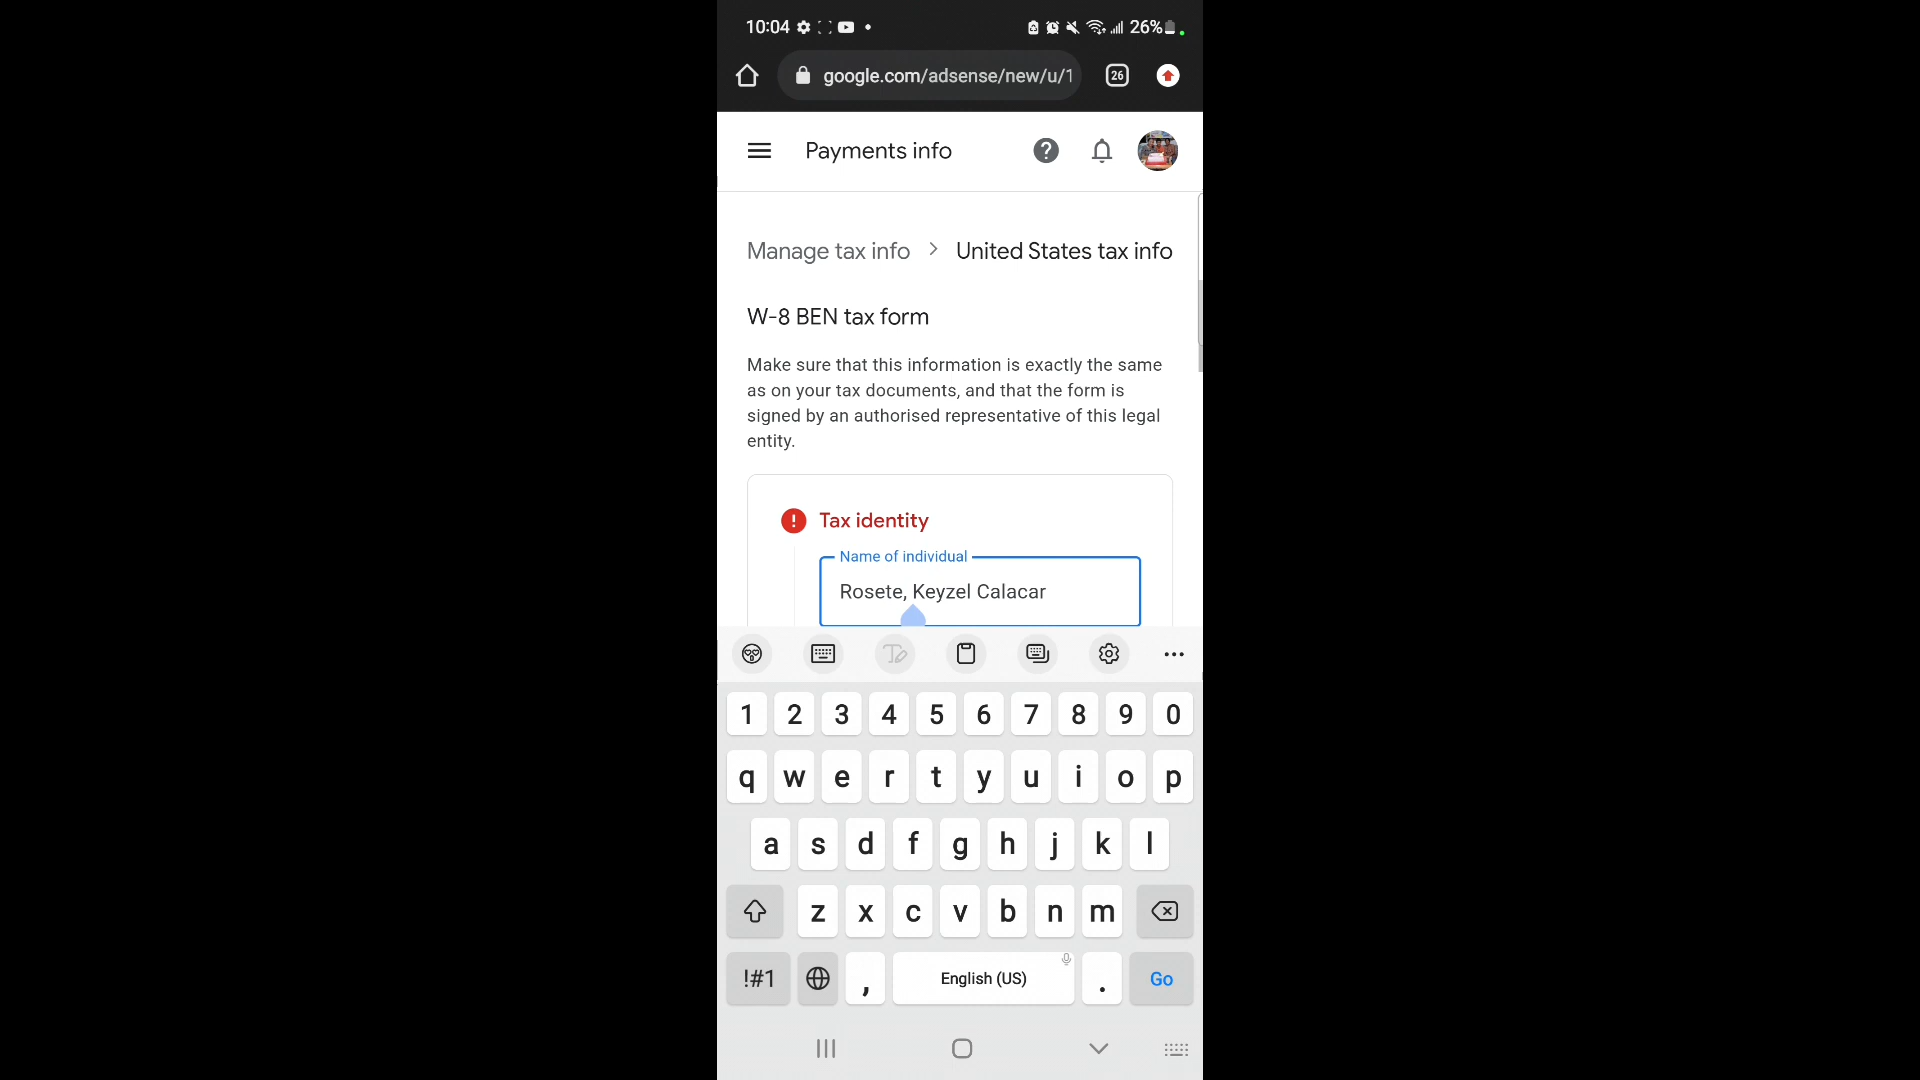 10:04 26%
google.com/adsense/new/u/1 26
Payments info
Manage tax info > United States tax info
W-8 BEN tax form
Make sure that this information is exactly the same
as on your tax documents, and that the form is
signed by an authorised representative of this legal
entity.
! Tax identity
Name of individual
Rosete, Keyzel Calacar
1 2 3 4 5 6 7 8 9 0
q w e r t y u i o p
a s d f g h j k l
z x c v b n m
!#1 , English (US) . Go